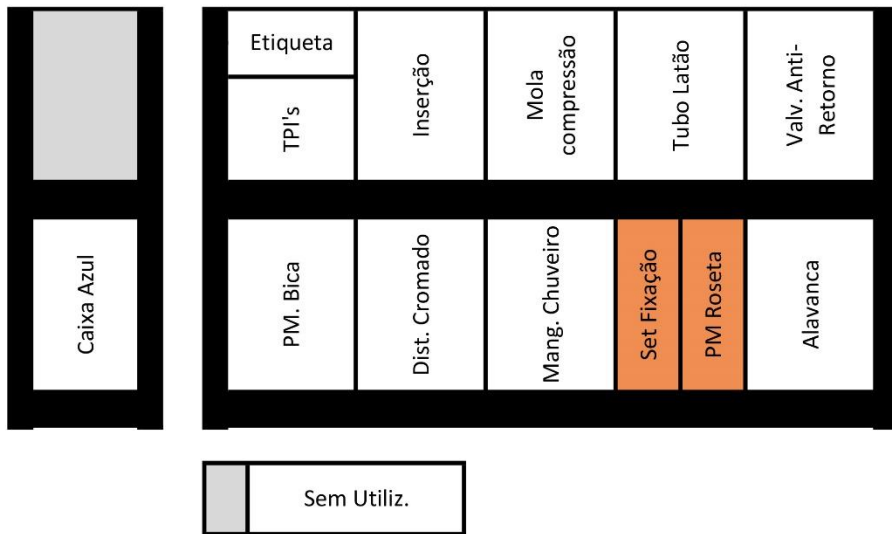 Etiqueta
TPI's
Inserção
Mola
compressão
Tubo Latão
Valv. Anti-
Retorno
Caixa Azul
PM. Bica
Dist. Cromado
Mang. Chuveiro
Set Fixação
PM Roseta
Alavanca
Sem Utiliz.